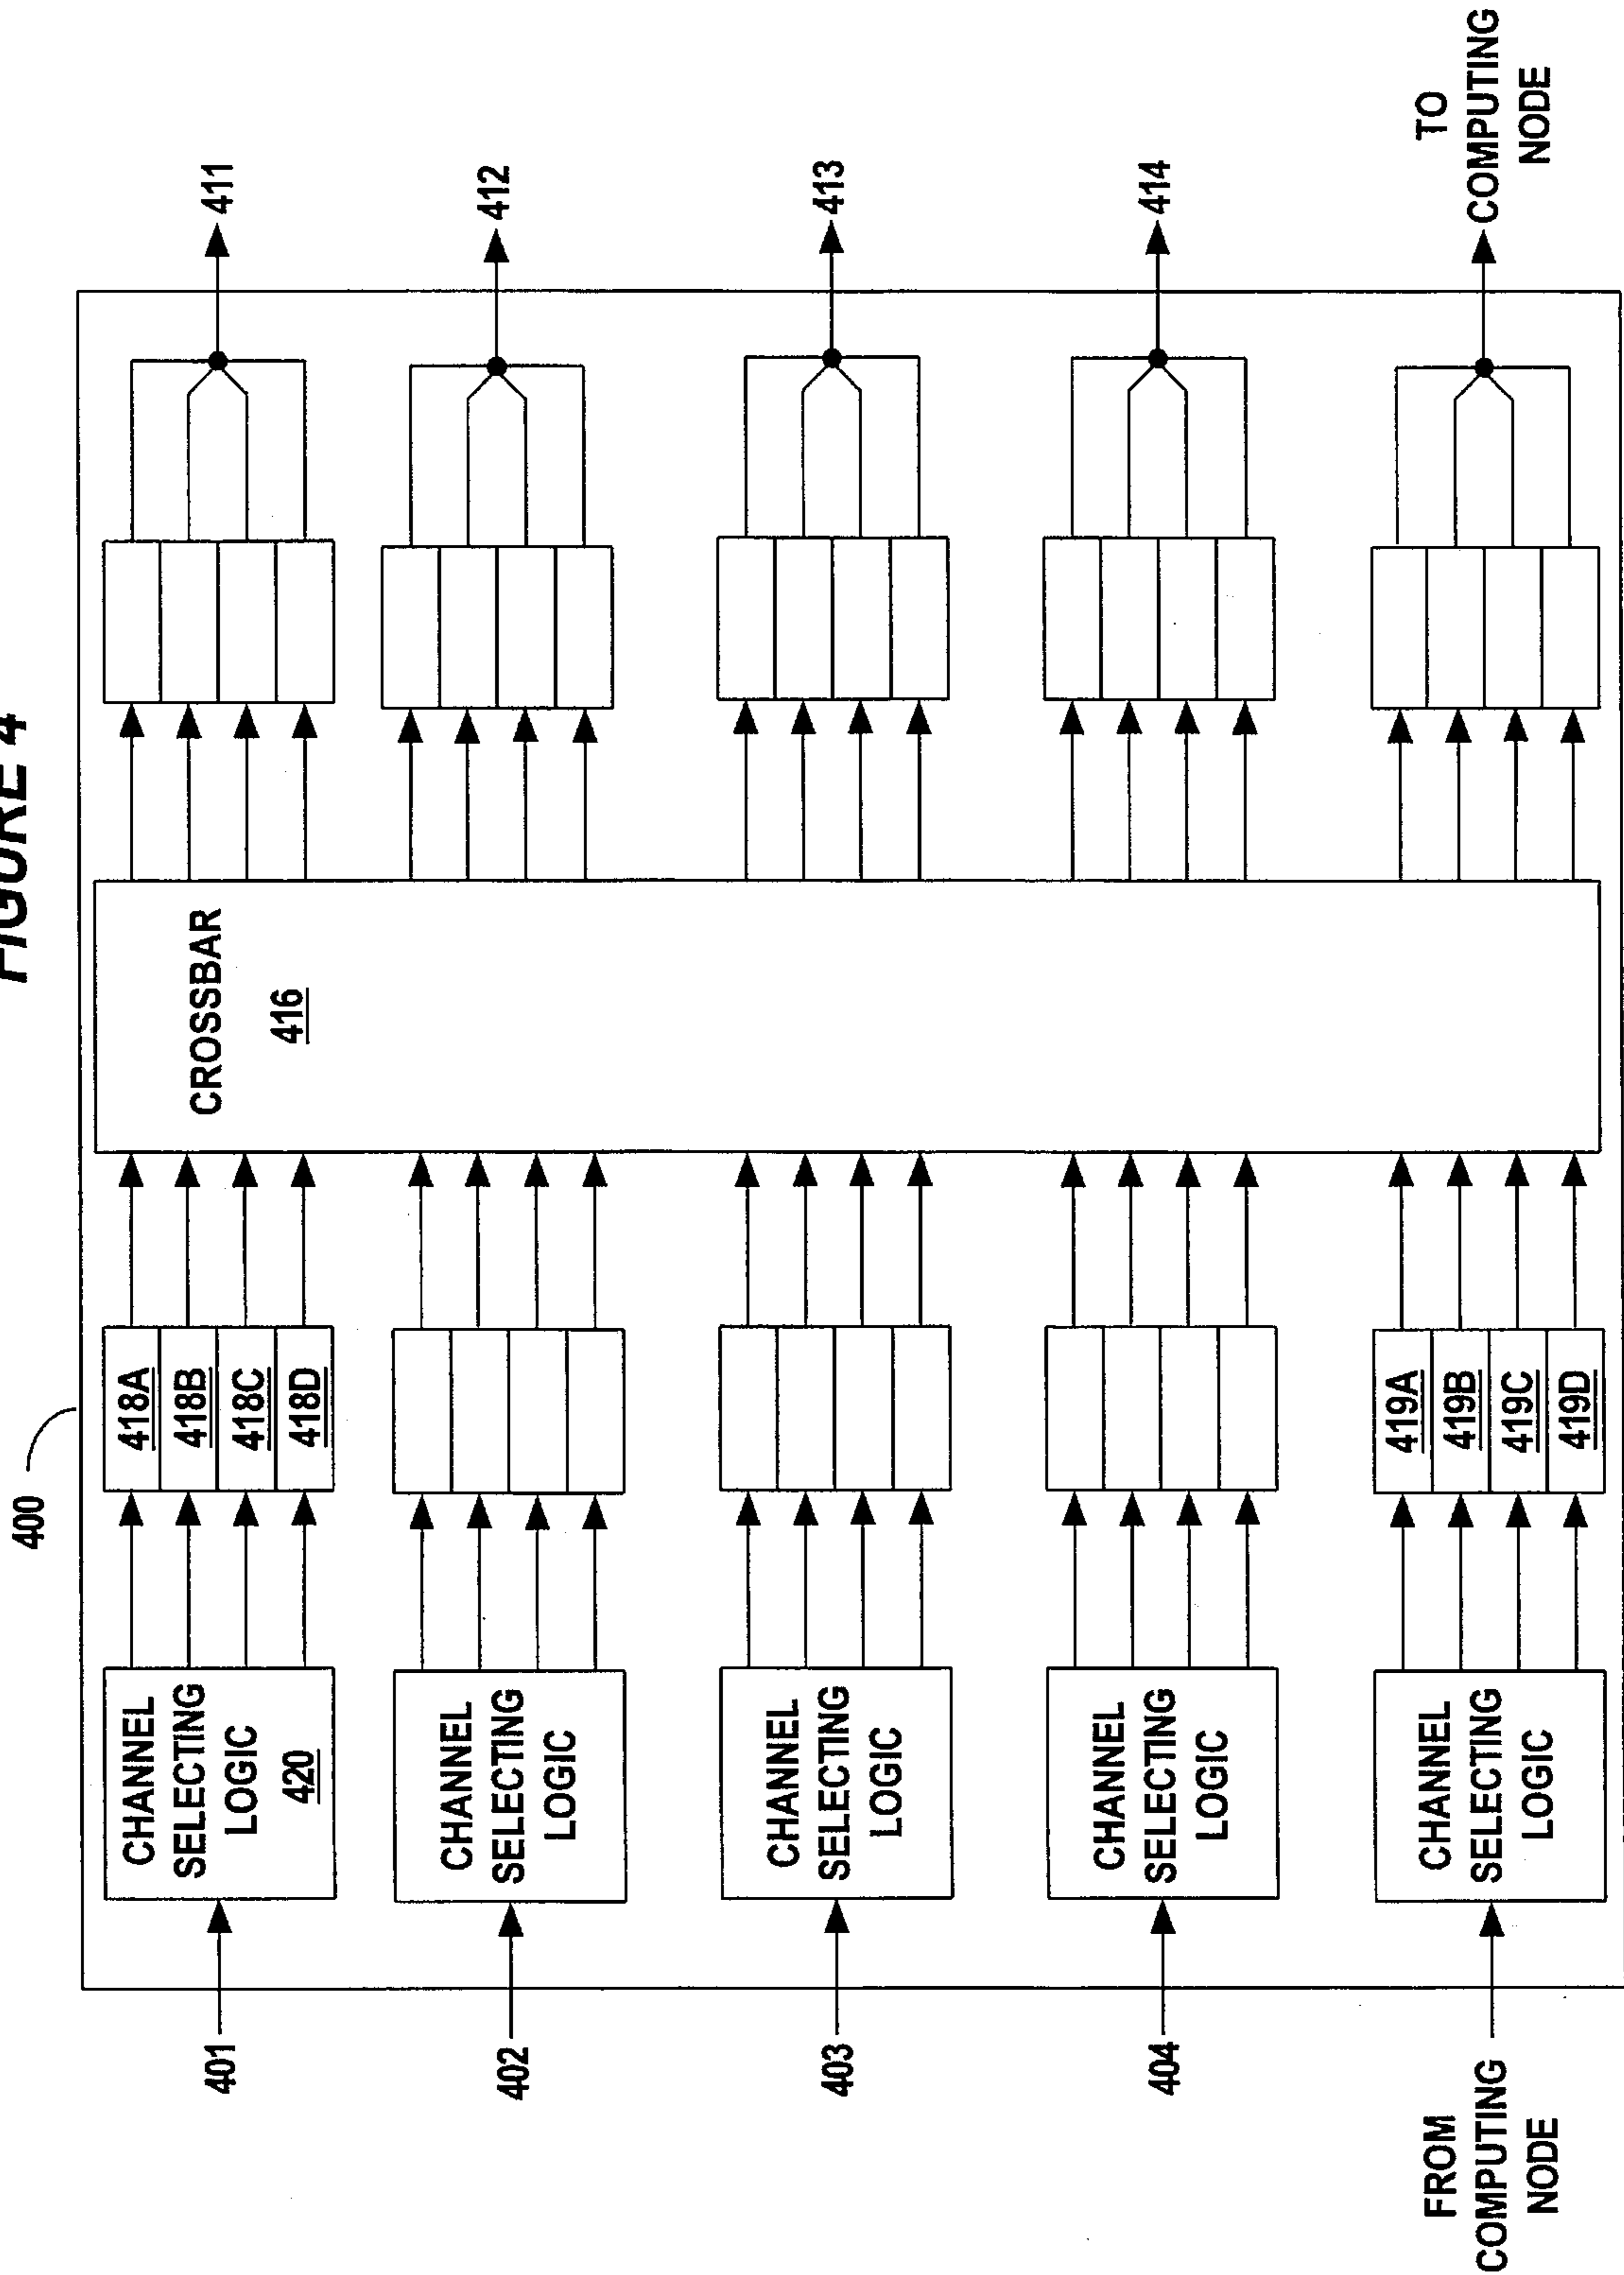 FIGURE 4
400
401
CHANNEL
SELECTING
LOGIC
420
418A
418B
418C
418D
CROSSBAR
416
411
402
CHANNEL
SELECTING
LOGIC
412
403
CHANNEL
SELECTING
LOGIC
413
404
CHANNEL
SELECTING
LOGIC
414
FROM
COMPUTING
NODE
CHANNEL
SELECTING
LOGIC
419A
419B
419C
419D
TO
COMPUTING
NODE